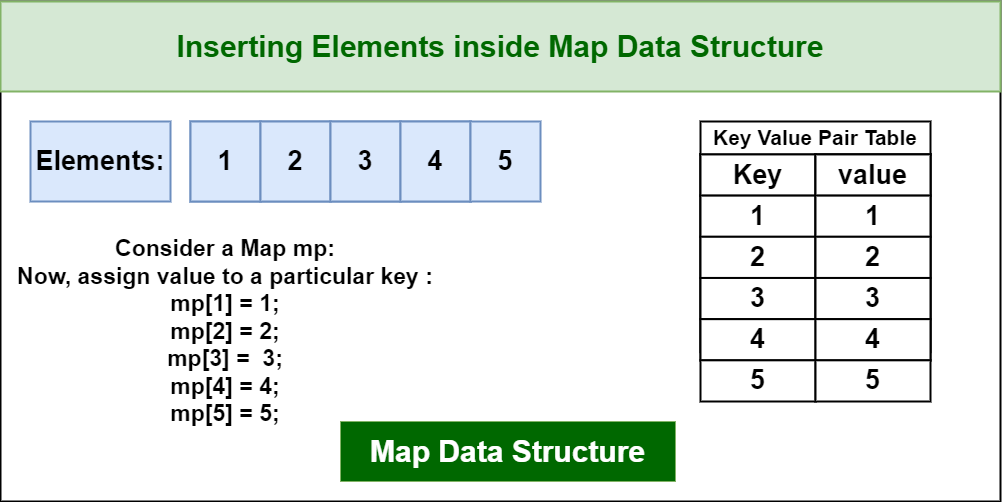 Inserting Elements inside Map Data Structure
Elements: 1 2 3 4 5
Consider a Map mp:
Now, assign value to a particular key :
mp[1] = 1;
mp[2] = 2;
mp[3] =  3;
mp[4] = 4;
mp[5] = 5;
Key Value Pair Table
Key value
1 1
2 2
3 3
4 4
5 5
Map Data Structure